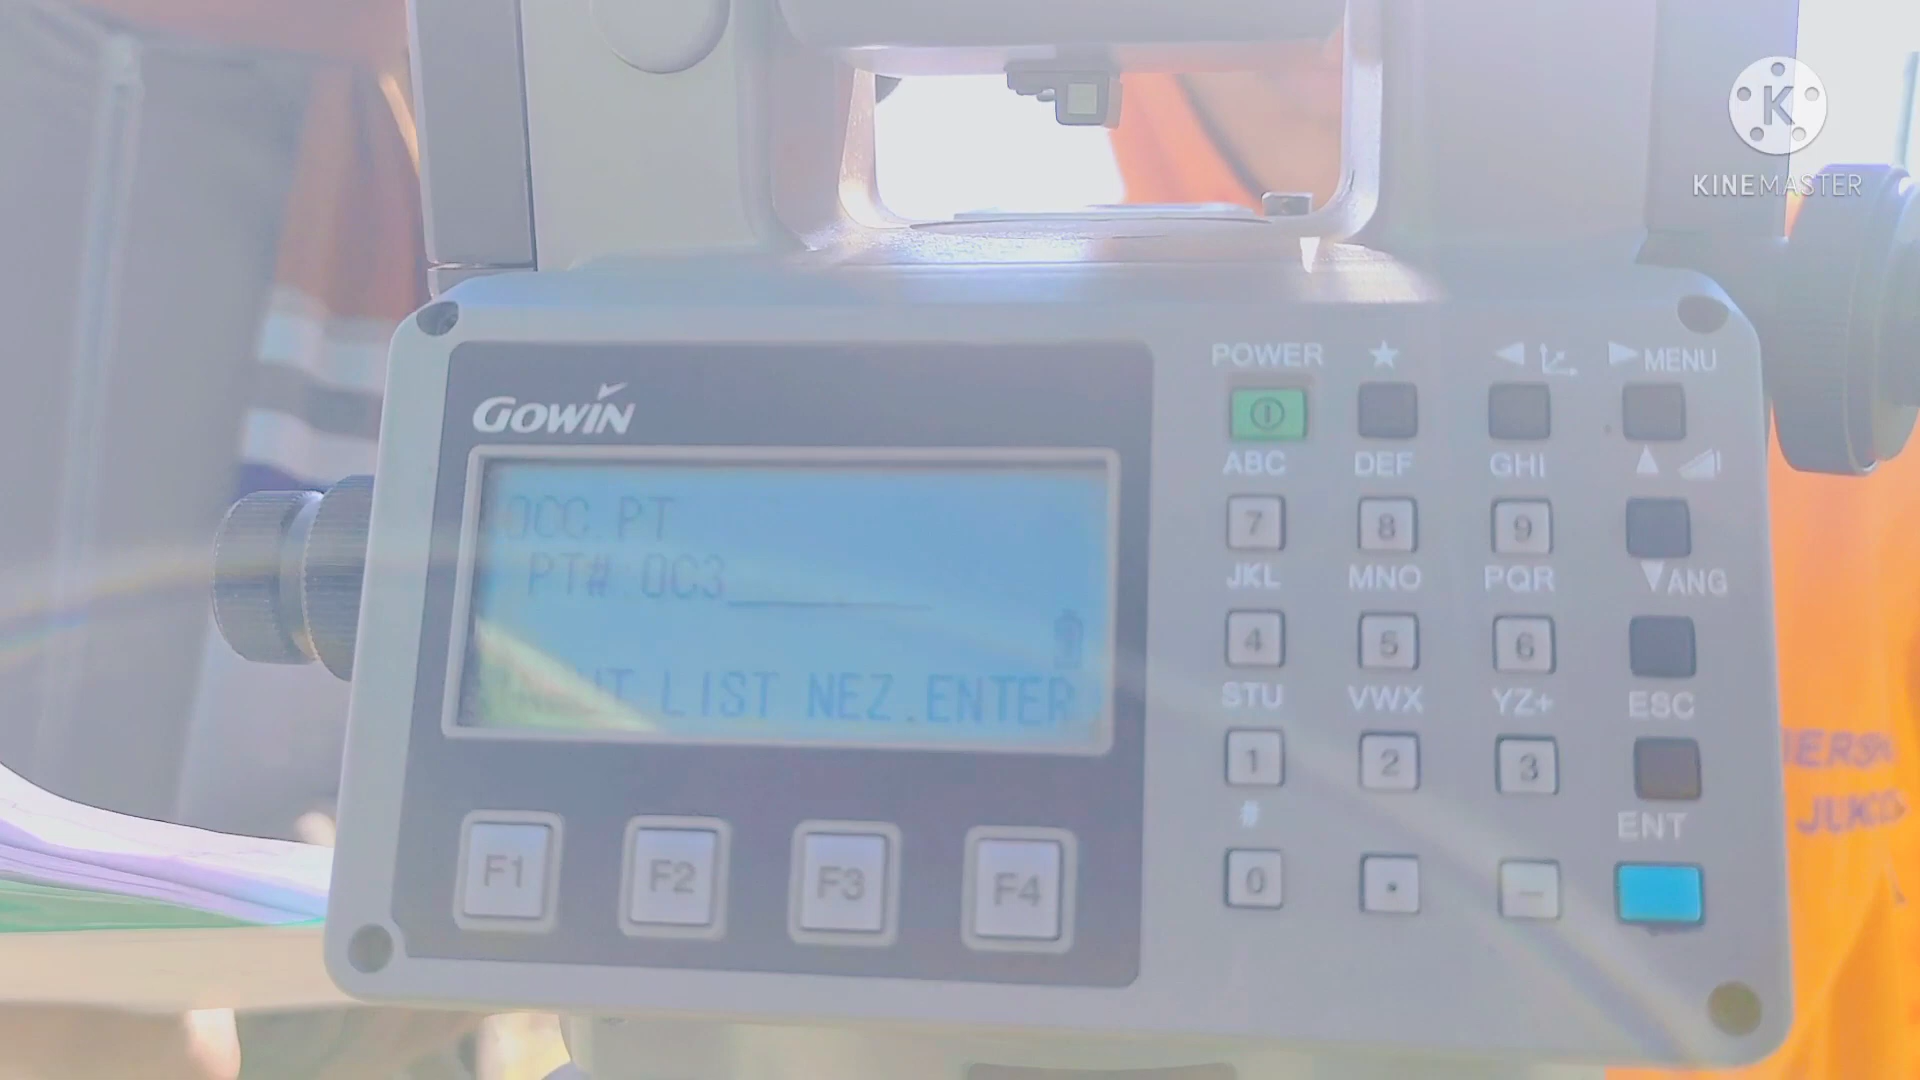 KINEMASTER
POWER ★ ◀ ▶ MENU
GOWIN
ABC DEF GHI ▲
OCC.PT
7 8 9
PT#:OC3
JKL MNO PQR ▼ANG
4 5 6
LIST NEZ.ENTER
STU VWX YZ+ ESC
1 2 3
# ENT
F1 F2 F3 F4
0 . −